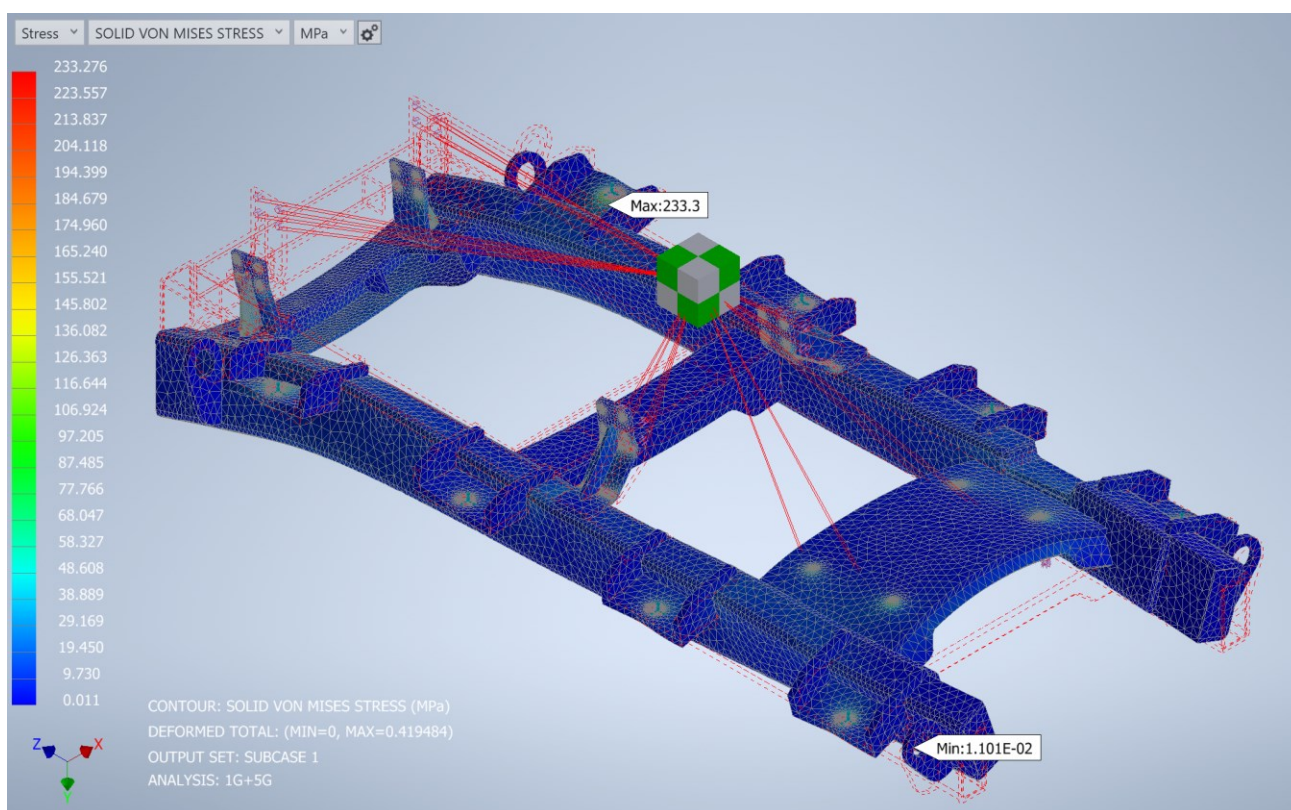 Stress SOLID VON MISES STRESS MPa
233.276
223.557
213.837
204.118
194.399
184.679
174.960
165.240
155.521
145.802
136.082
126.363
116.644
106.924
97.205
87.485
77.766
68.047
58.327
48.608
38.889
29.169
19.450
9.730
0.011
Max:233.3
Min:1.101E-02
CONTOUR: SOLID VON MISES STRESS (MPa)
DEFORMED TOTAL: (MIN=0, MAX=0.419484)
OUTPUT SET: SUBCASE 1
ANALYSIS: 1G+5G
Z X
Y